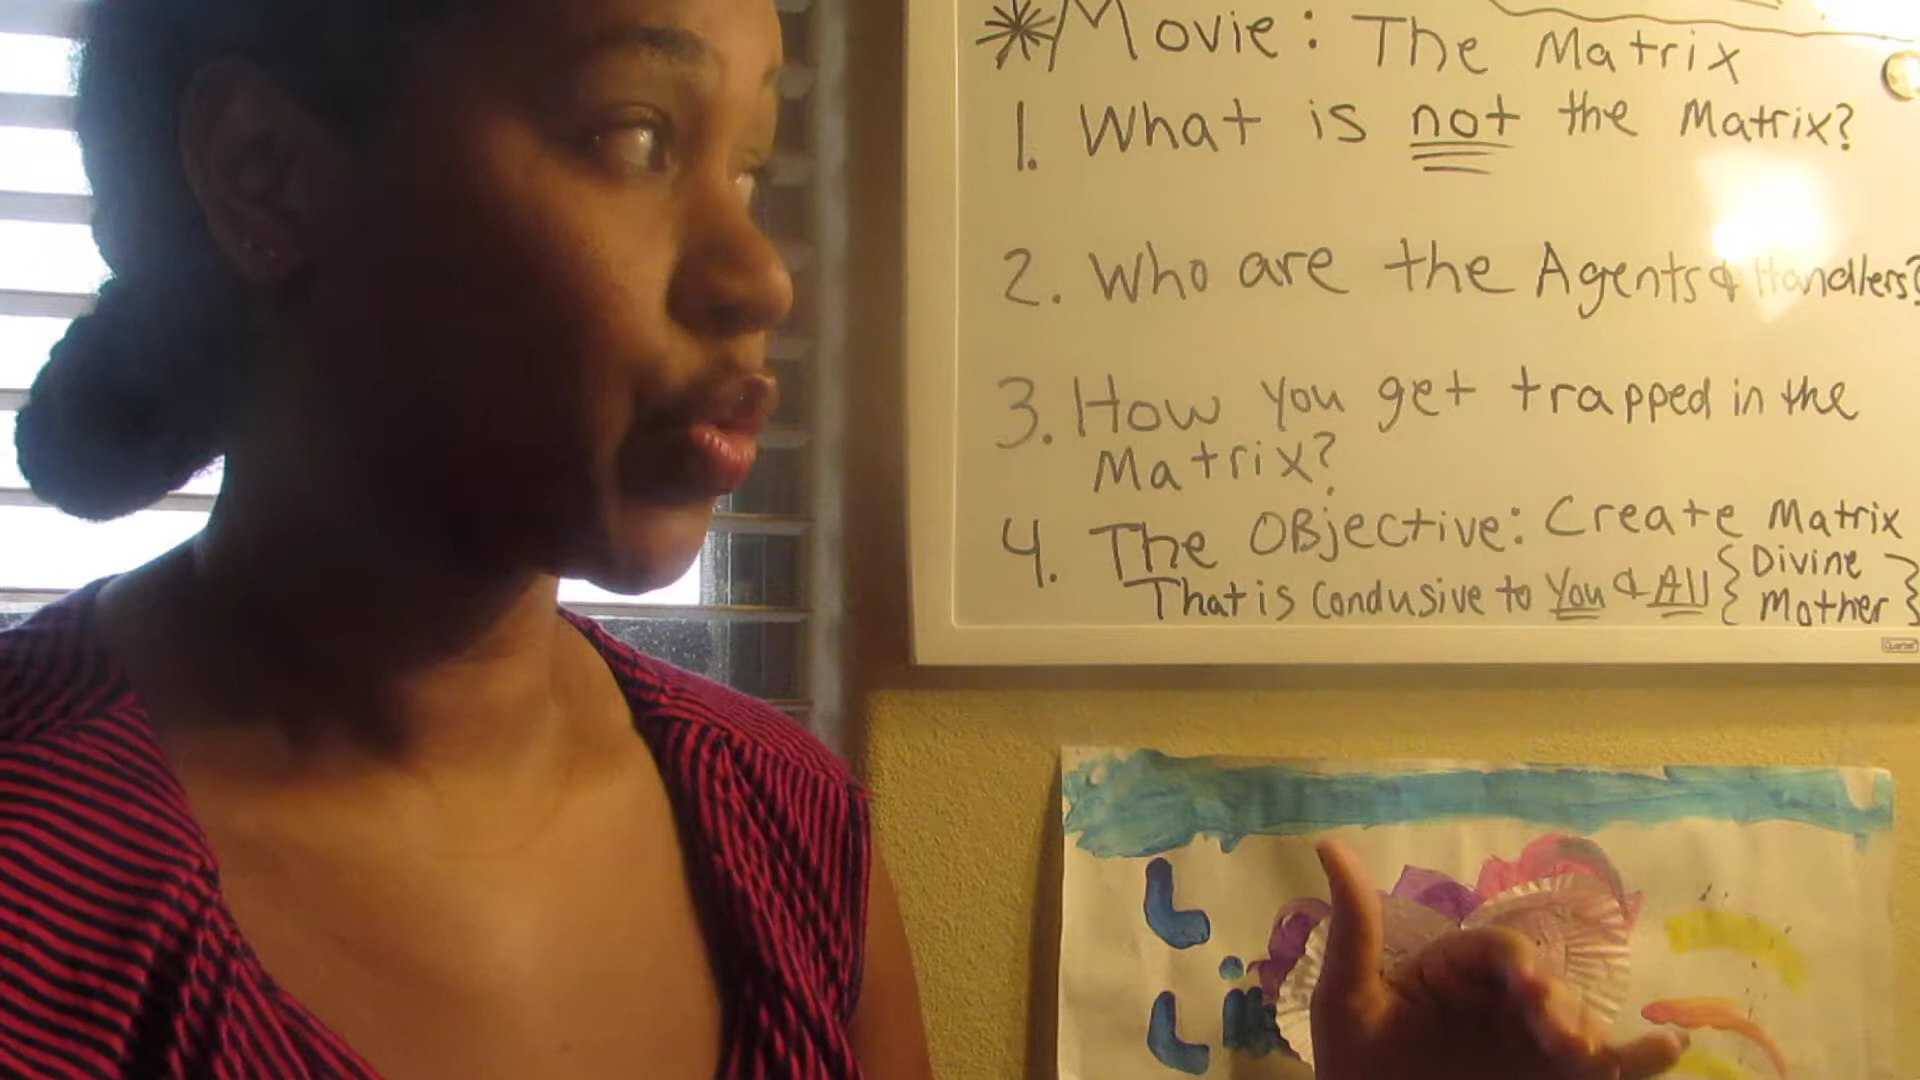 Movie: The Matrix
1. What is not the Matrix?
2. Who are the Agents & Handlers?
3. How you get trapped in the
Matrix?
4. The OBjective: Create Matrix
That is Condusive to You & All { Divine
Mother }
Quartet
L
L